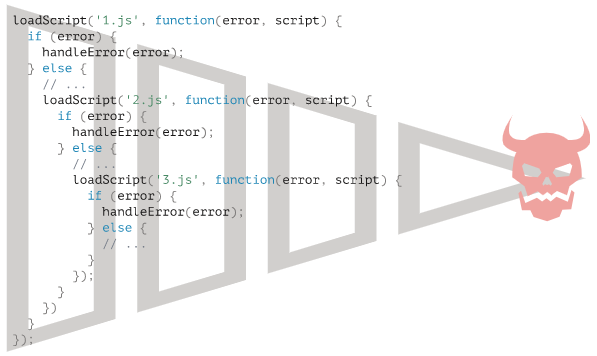 loadScript('1.js', function(error, script) {
  if (error) {
    handleError(error);
  } else {
    // ...
    loadScript('2.js', function(error, script) {
      if (error) {
        handleError(error);
      } else {
        // ...
        loadScript('3.js', function(error, script) {
          if (error) {
            handleError(error);
          } else {
            // ...
          }
        });
      }
    })
  }
});